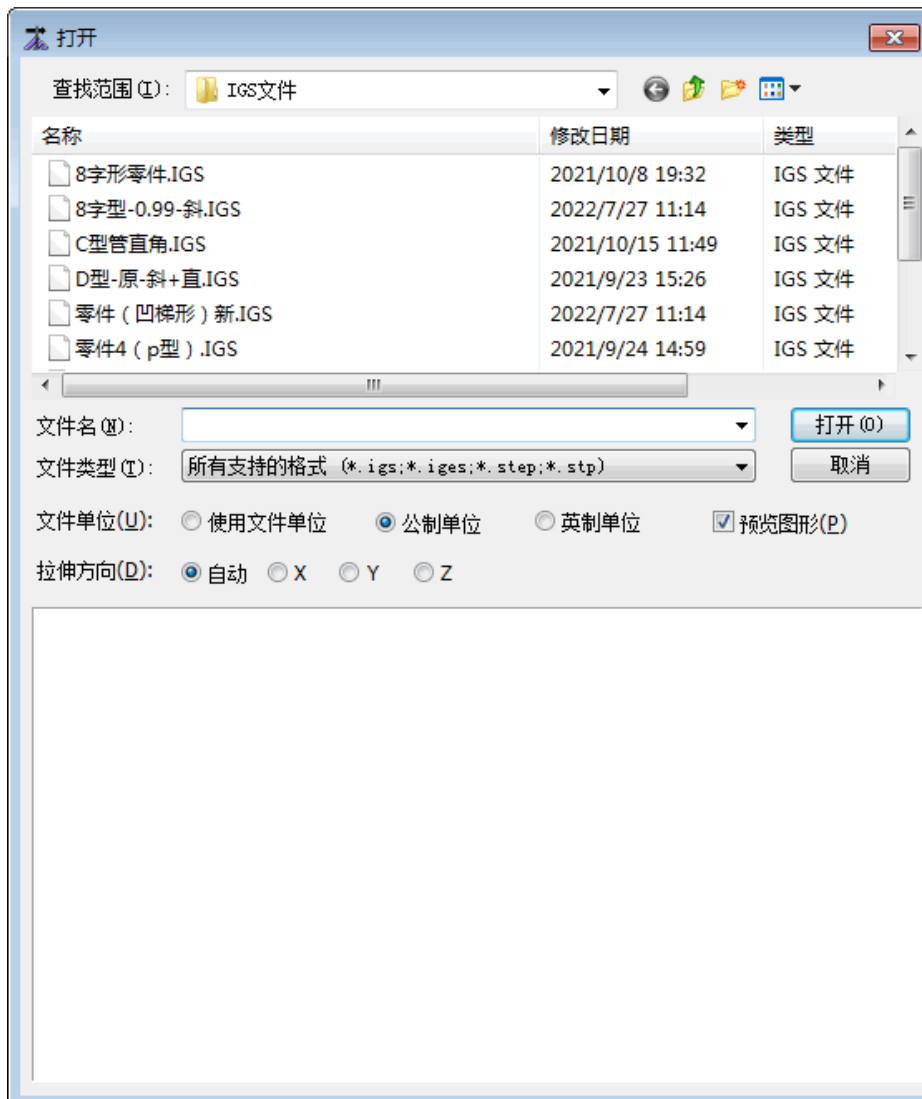 打开
查找范围(I): IGS文件
名称 修改日期 类型
8字形零件.IGS 2021/10/8 19:32 IGS 文件
8字型-0.99-斜.IGS 2022/7/27 11:14 IGS 文件
C型管直角.IGS 2021/10/15 11:49 IGS 文件
D型-原-斜+直.IGS 2021/9/23 15:26 IGS 文件
零件（凹梯形）新.IGS 2022/7/27 11:14 IGS 文件
零件4（p型）.IGS 2021/9/24 14:59 IGS 文件
文件名(N): 打开(O)
文件类型(T): 所有支持的格式 (*.igs;*.iges;*.step;*.stp) 取消
文件单位(U): 使用文件单位 公制单位 英制单位 预览图形(P)
拉伸方向(D): 自动 X Y Z